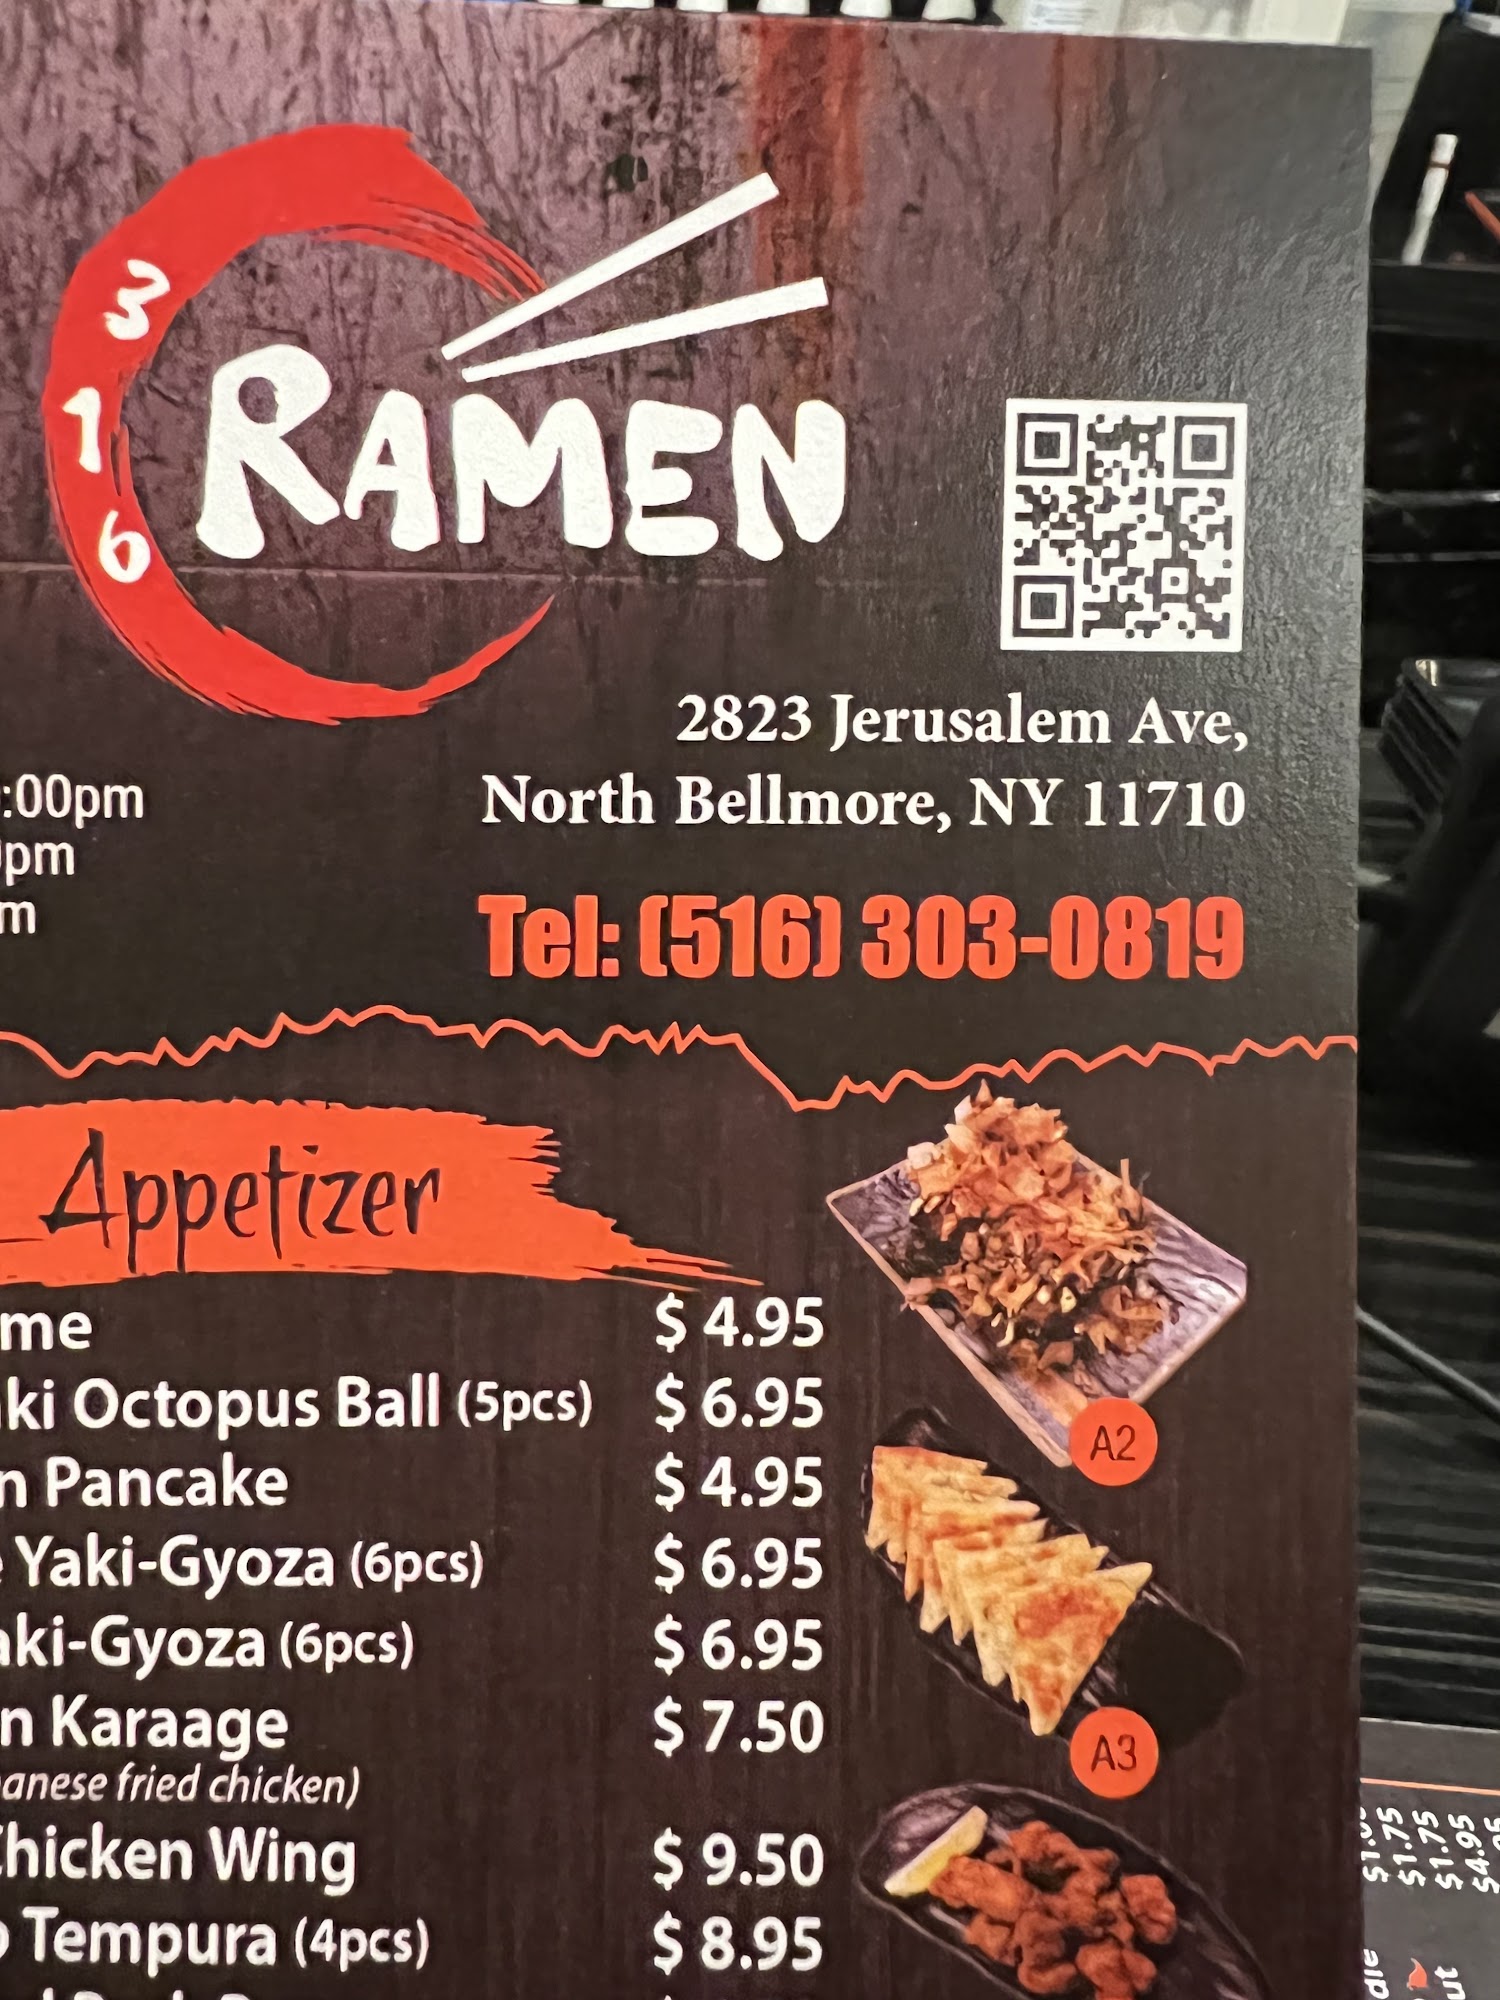 3
1
6
RAMEN
2823 Jerusalem Ave,
North Bellmore, NY 11710
:00pm
pm
m
Tel: (516) 303-0819
Appetizer
me $ 4.95
ki Octopus Ball (5pcs) $ 6.95
n Pancake $ 4.95
Yaki-Gyoza (6pcs) $ 6.95
aki-Gyoza (6pcs) $ 6.95
n Karaage $ 7.50
anese fried chicken)
Chicken Wing $ 9.50
Tempura (4pcs) $ 8.95
A2
A3
$1.75
$1.75
$4.95
die
ut